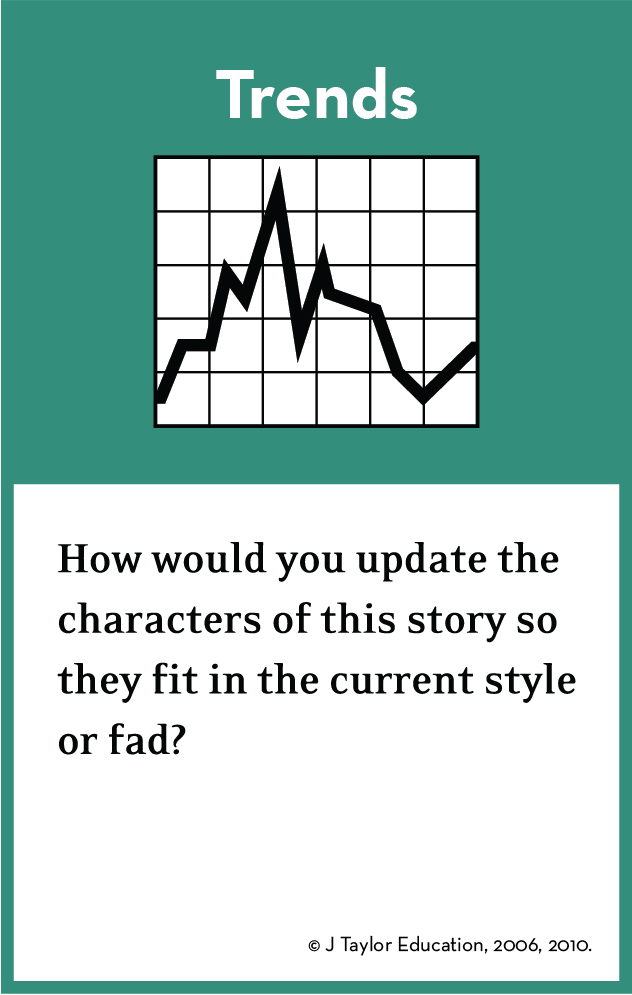 Trends
How would you update the
characters of this story so
they fit in the current style
or fad?
© J Taylor Education, 2006, 2010.